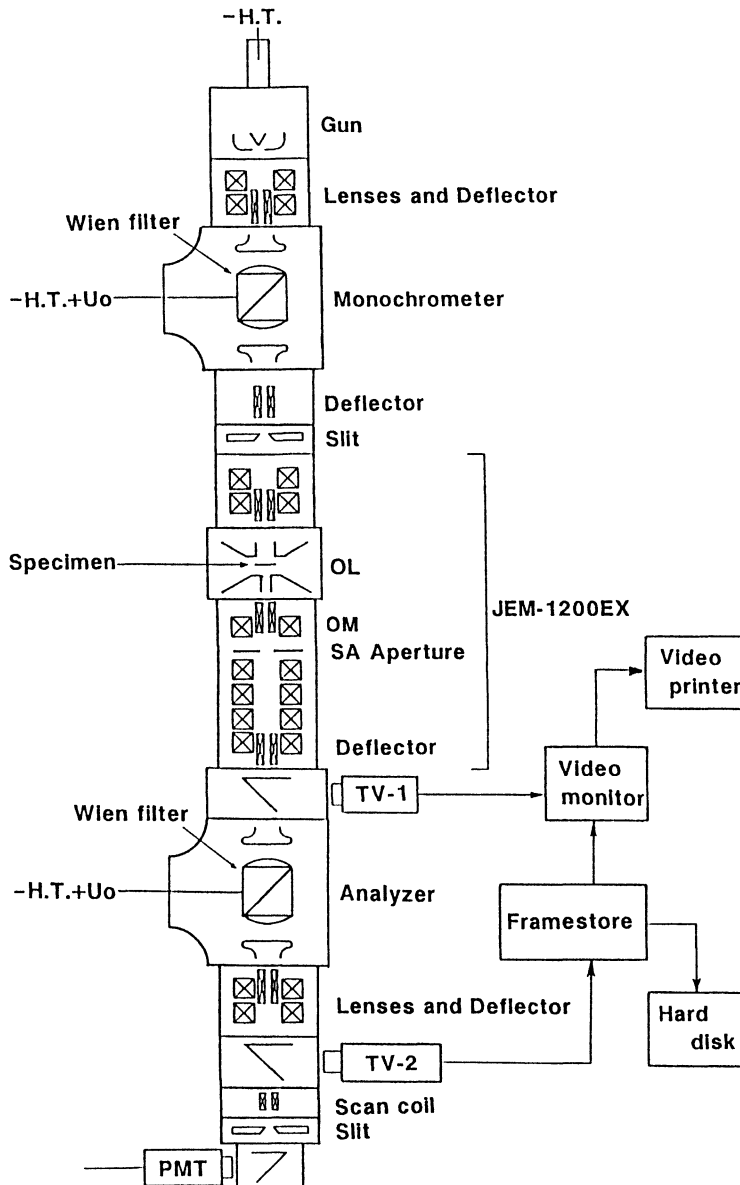 -H.T.
Gun
Lenses and Deflector
Wien filter
-H.T.+Uo
Monochrometer
Deflector
Slit
Specimen
OL
JEM-1200EX
OM
SA Aperture
Video
printer
Deflector
Video
monitor
TV-1
Wien filter
-H.T.+Uo
Analyzer
Framestore
Lenses and Deflector
Hard
disk
TV-2
Scan coil
Slit
PMT